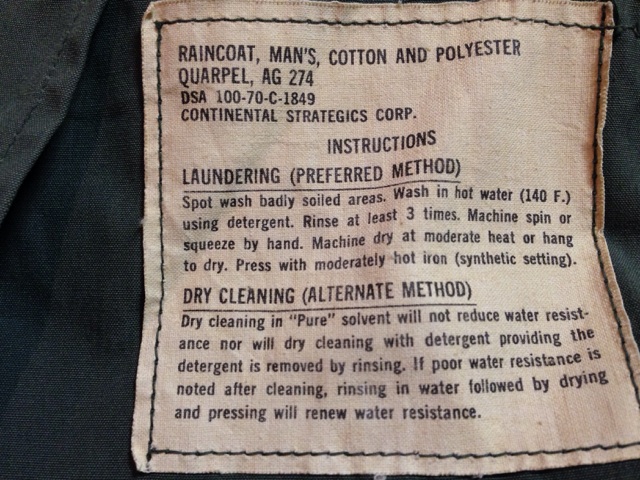 RAINCOAT, MAN'S, COTTON AND POLYESTER
QUARPEL, AG 274
DSA 100-70-C-1849
CONTINENTAL STRATEGICS CORP.
INSTRUCTIONS
LAUNDERING (PREFERRED METHOD)
Spot wash badly soiled areas. Wash in hot water (140 F.)
using detergent. Rinse at least 3 times. Machine spin or
squeeze by hand. Machine dry at moderate heat or hang
to dry. Press with moderately hot iron (synthetic setting).
DRY CLEANING (ALTERNATE METHOD)
Dry cleaning in "Pure" solvent will not reduce water resist-
ance nor will dry cleaning with detergent providing the
detergent is removed by rinsing. If poor water resistance is
noted after cleaning, rinsing in water followed by drying
and pressing will renew water resistance.